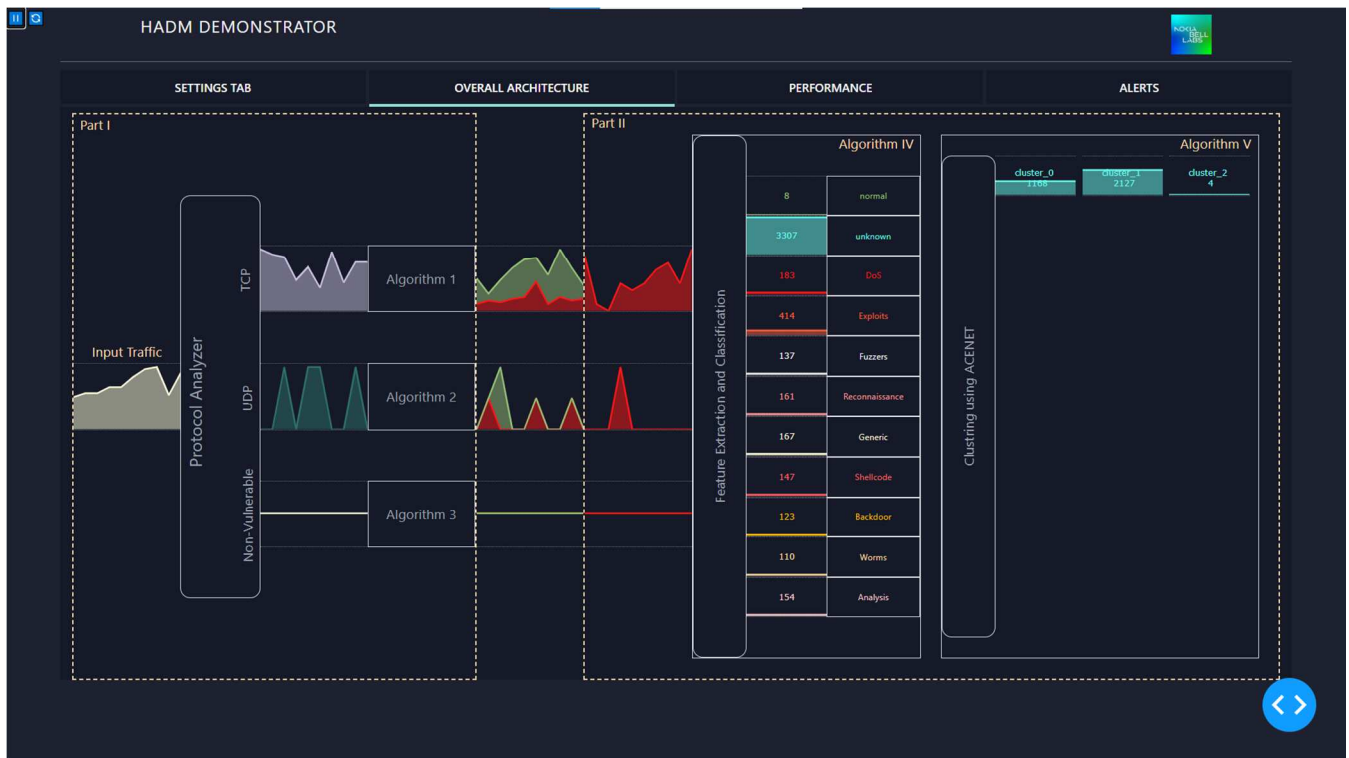 HADM DEMONSTRATOR
NOKIA
BELL
LABS
SETTINGS TAB
OVERALL ARCHITECTURE
PERFORMANCE
ALERTS
Part I
Part II
Input Traffic
Protocol Analyzer
TCP
UDP
Non-Vulnerable
Algorithm 1
Algorithm 2
Algorithm 3
Feature Extraction and Classification
Algorithm IV
8 normal
3307 unknown
183 DoS
414 Exploits
137 Fuzzers
161 Reconnaissance
167 Generic
147 Shellcode
123 Backdoor
110 Worms
154 Analysis
Clustring using ACENET
Algorithm V
cluster_0
1168
cluster_1
2127
cluster_2
4